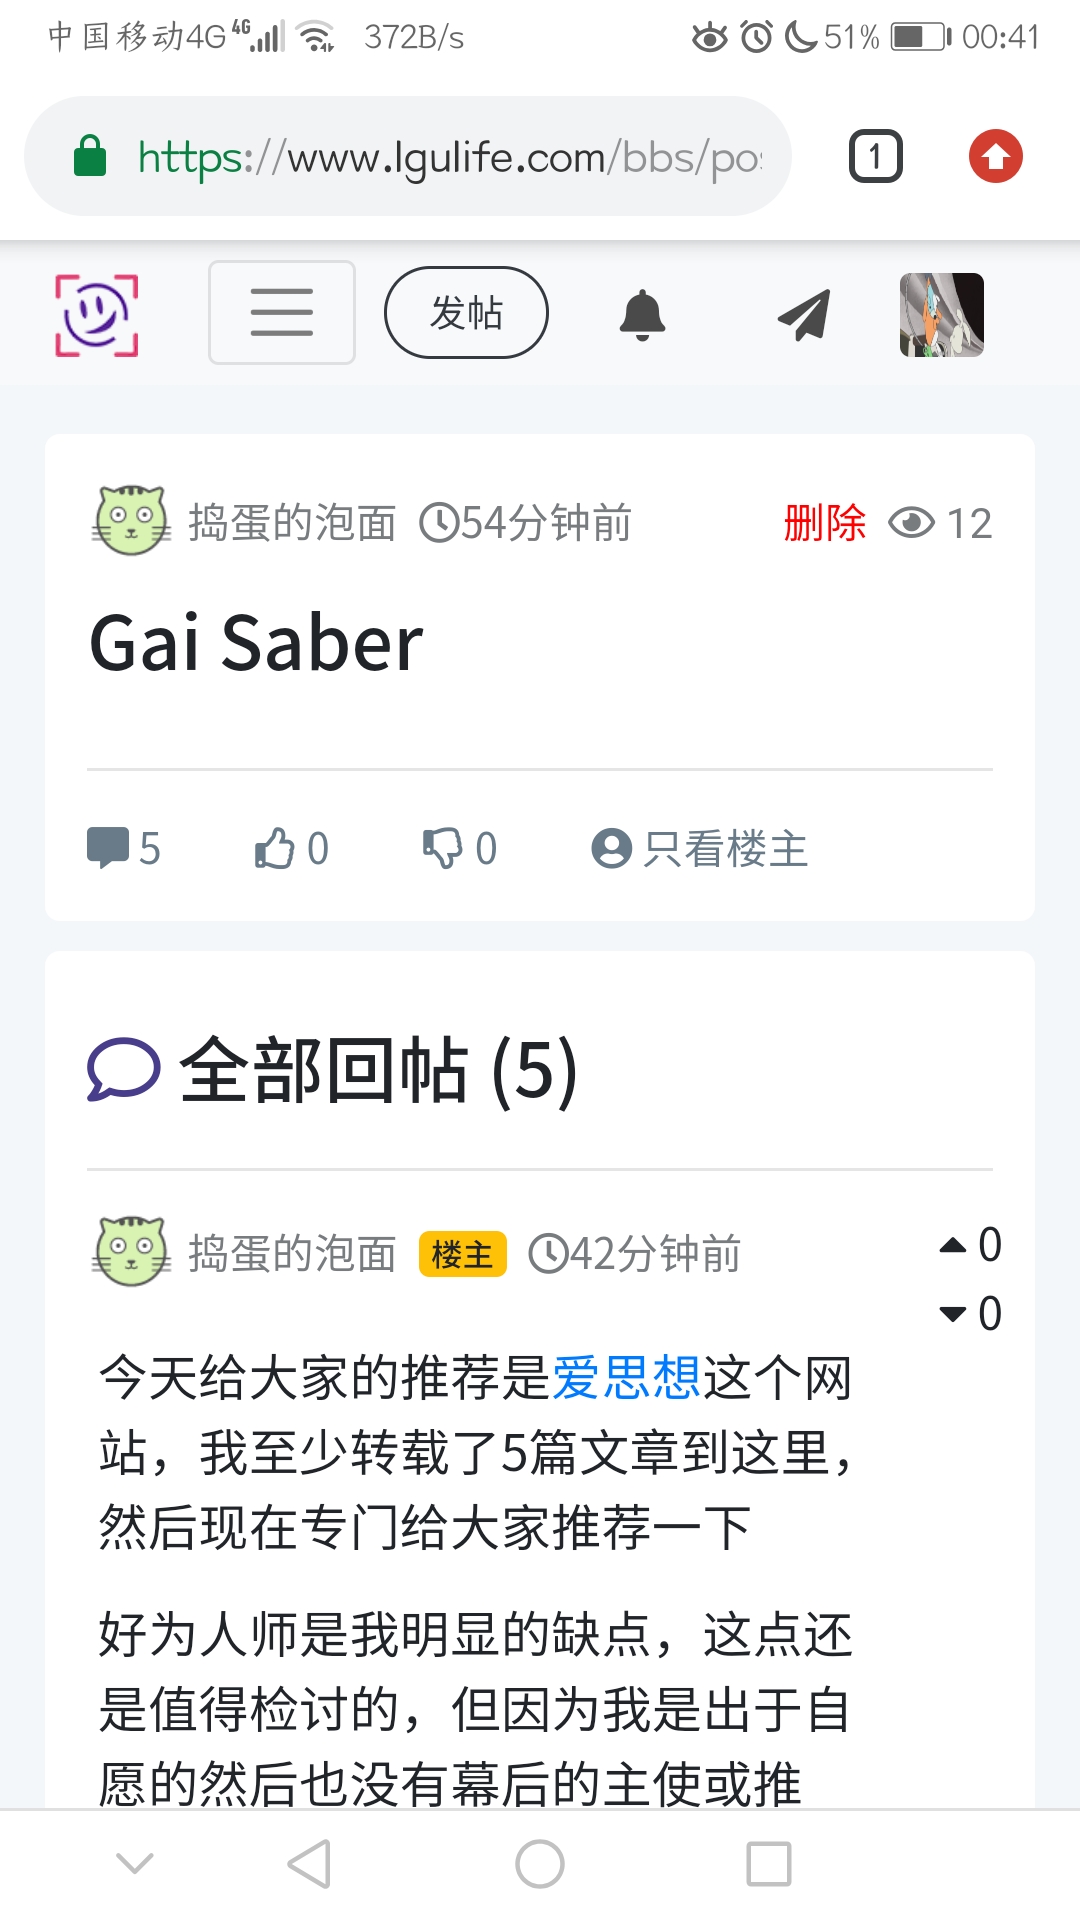 中国移动4G 4G 372B/s 51% 00:41
https://www.lgulife.com/bbs/pos
1
发帖
捣蛋的泡面 54分钟前 删除 12
Gai Saber
5 0 0 只看楼主
全部回帖 (5)
捣蛋的泡面 楼主 42分钟前 0
0
今天给大家的推荐是爱思想这个网
站，我至少转载了5篇文章到这里，
然后现在专门给大家推荐一下
好为人师是我明显的缺点，这点还
是值得检讨的，但因为我是出于自
愿的然后也没有幕后的主使或推